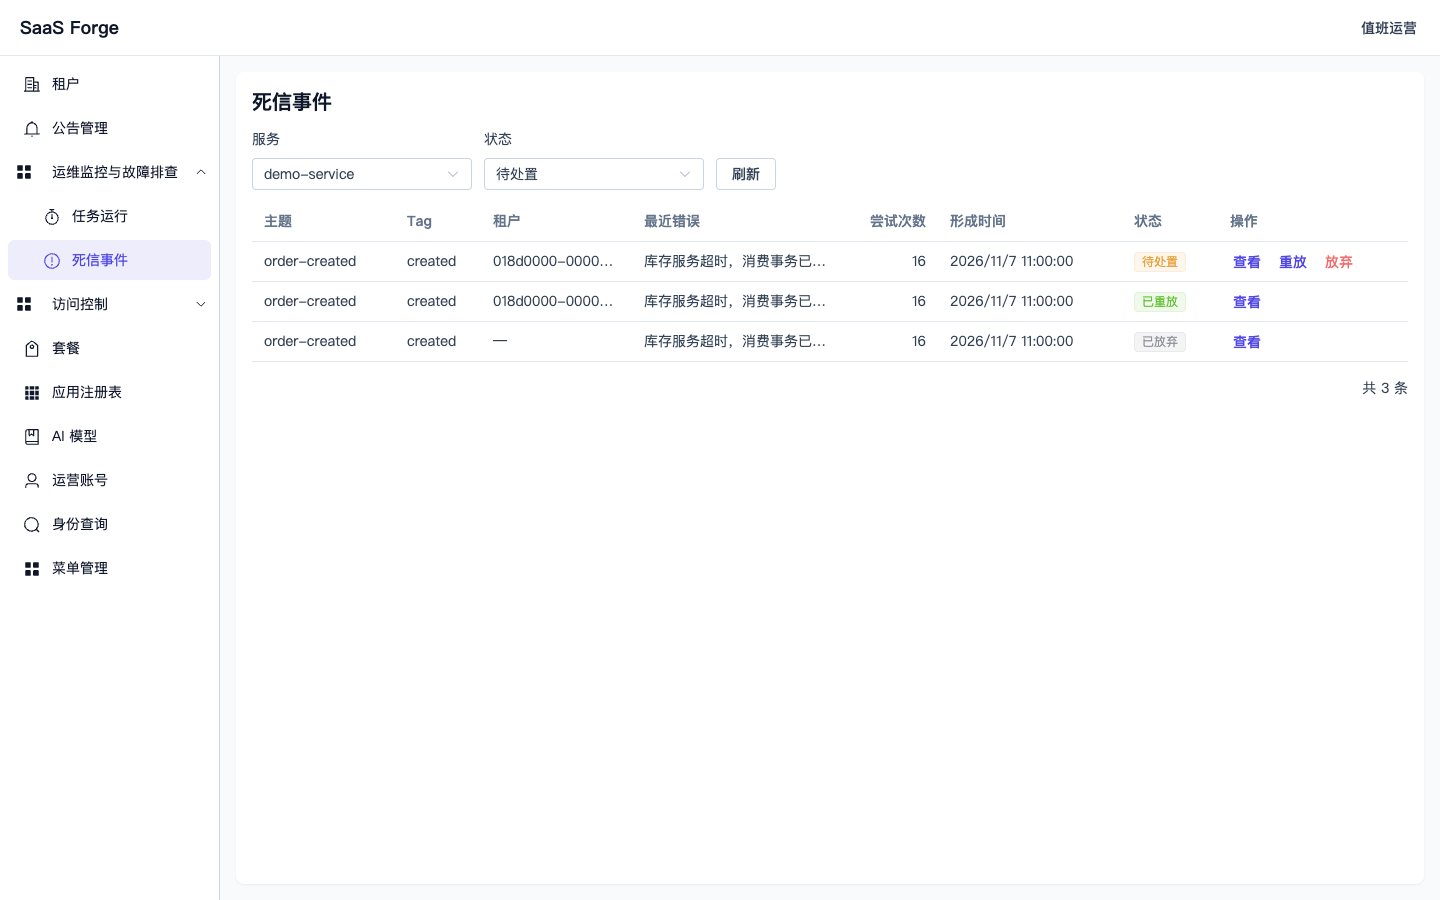 SaaS Forge
值班运营
租户
公告管理
运维监控与故障排查
任务运行
死信事件
访问控制
套餐
应用注册表
AI 模型
运营账号
身份查询
菜单管理
死信事件
服务 状态
demo-service 待处置 刷新
主题 Tag 租户 最近错误 尝试次数 形成时间 状态 操作
order-created created 018d0000-0000... 库存服务超时，消费事务已... 16 2026/11/7 11:00:00 待处置 查看 重放 放弃
order-created created 018d0000-0000... 库存服务超时，消费事务已... 16 2026/11/7 11:00:00 已重放 查看
order-created created — 库存服务超时，消费事务已... 16 2026/11/7 11:00:00 已放弃 查看
共 3 条